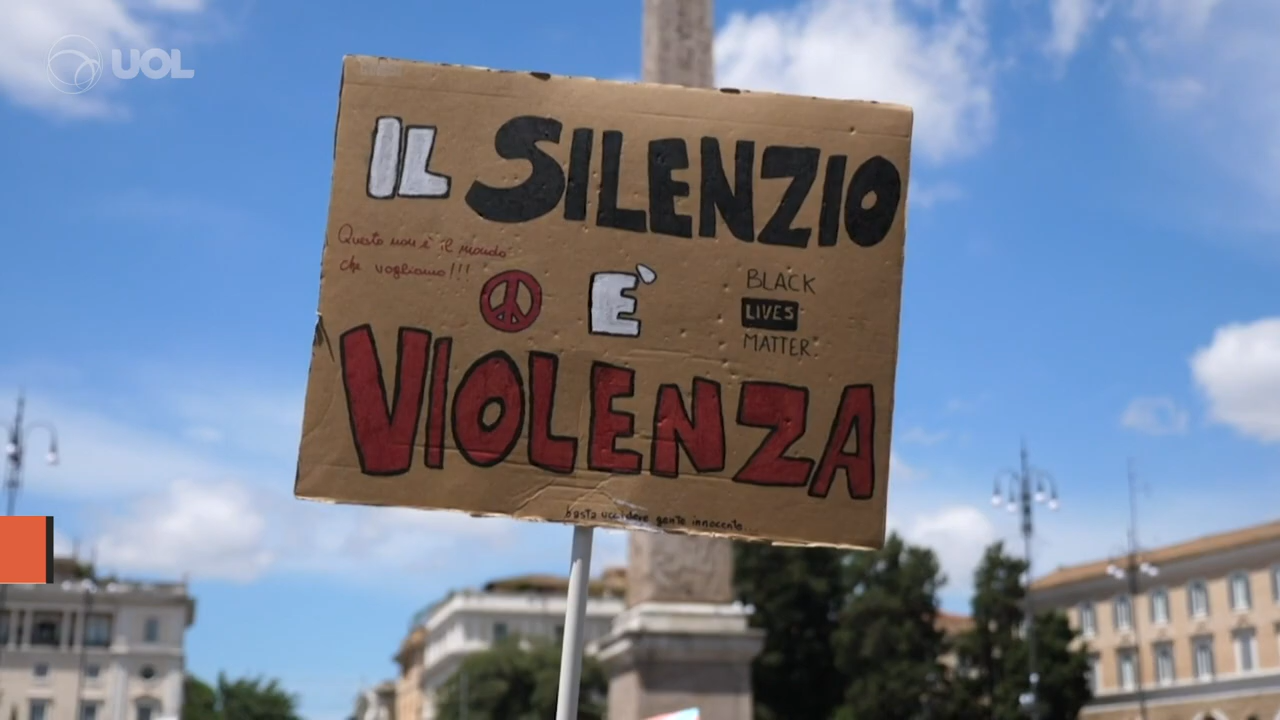 UOL
IL SILENZIO
Questo non è il mondo
che vogliamo!!!
È
BLACK
LIVES
MATTER
VIOLENZA
basta uccidere gente innocente...